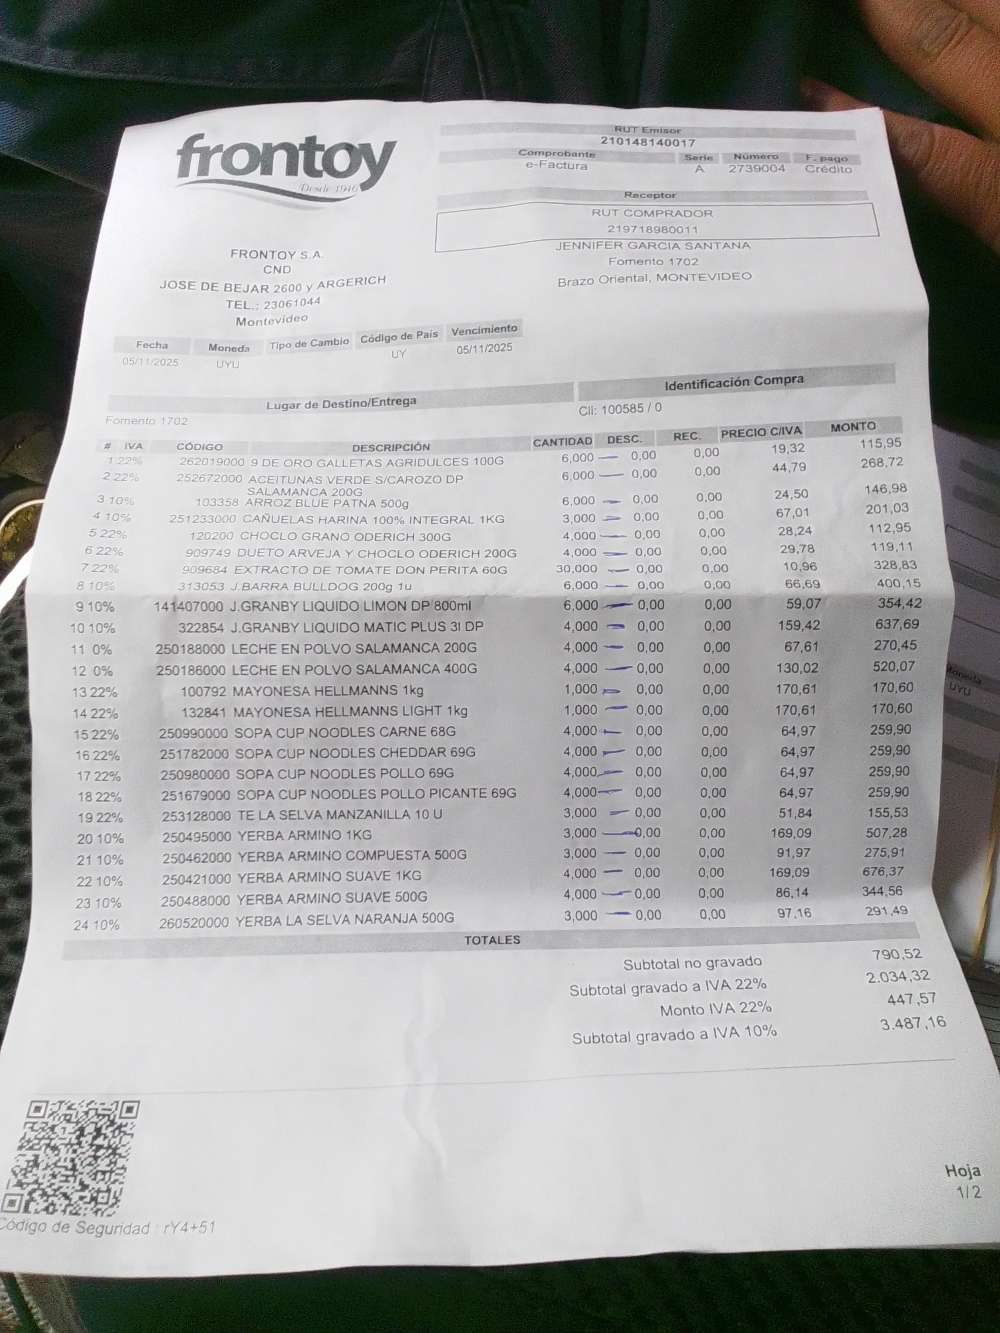 frontoy
Desde 1940
RUT Emisor
210148140017
Comprobante Serie Número F. pago
e-Factura A 2739004 Crédito
Receptor
RUT COMPRADOR
219718980011
JENNIFER GARCIA SANTANA
Fomento 1702
Brazo Oriental, MONTEVIDEO
FRONTOY S.A.
CND
JOSE DE BEJAR 2600 y ARGERICH
TEL.: 23061044
Montevideo
Fecha Moneda Tipo de Cambio Código de País Vencimiento
05/11/2025 UYU UY 05/11/2025
Lugar de Destino/Entrega Identificación Compra
Fomento 1702 Cli: 100585 / 0
# IVA CÓDIGO DESCRIPCIÓN CANTIDAD DESC. REC. PRECIO C/IVA MONTO
1 22% 262019000 9 DE ORO GALLETAS AGRIDULCES 100G 6,000 0,00 0,00 19,32 115,95
2 22% 252672000 ACEITUNAS VERDE S/CAROZO DP 6,000 0,00 0,00 44,79 268,72
SALAMANCA 200G
3 10% 103358 ARROZ BLUE PATNA 500g 6,000 0,00 0,00 24,50 146,98
4 10% 251233000 CAÑUELAS HARINA 100% INTEGRAL 1KG 3,000 0,00 0,00 67,01 201,03
5 22% 120200 CHOCLO GRANO ODERICH 300G 4,000 0,00 0,00 28,24 112,95
6 22% 909749 DUETO ARVEJA Y CHOCLO ODERICH 200G 4,000 0,00 0,00 29,78 119,11
7 22% 909684 EXTRACTO DE TOMATE DON PERITA 60G 30,000 0,00 0,00 10,96 328,83
8 10% 313053 J.BARRA BULLDOG 200g 1u 6,000 0,00 0,00 66,69 400,15
9 10% 141407000 J.GRANBY LIQUIDO LIMON DP 800ml 6,000 0,00 0,00 59,07 354,42
10 10% 322854 J.GRANBY LIQUIDO MATIC PLUS 3l DP 4,000 0,00 0,00 159,42 637,69
11 0% 250188000 LECHE EN POLVO SALAMANCA 200G 4,000 0,00 0,00 67,61 270,45
12 0% 250186000 LECHE EN POLVO SALAMANCA 400G 4,000 0,00 0,00 130,02 520,07
13 22% 100792 MAYONESA HELLMANNS 1kg 1,000 0,00 0,00 170,61 170,60
14 22% 132841 MAYONESA HELLMANNS LIGHT 1kg 1,000 0,00 0,00 170,61 170,60
15 22% 250990000 SOPA CUP NOODLES CARNE 68G 4,000 0,00 0,00 64,97 259,90
16 22% 251782000 SOPA CUP NOODLES CHEDDAR 69G 4,000 0,00 0,00 64,97 259,90
17 22% 250980000 SOPA CUP NOODLES POLLO 69G 4,000 0,00 0,00 64,97 259,90
18 22% 251679000 SOPA CUP NOODLES POLLO PICANTE 69G 4,000 0,00 0,00 64,97 259,90
19 22% 253128000 TE LA SELVA MANZANILLA 10 U 3,000 0,00 0,00 51,84 155,53
20 10% 250495000 YERBA ARMINO 1KG 3,000 0,00 0,00 169,09 507,28
21 10% 250462000 YERBA ARMINO COMPUESTA 500G 3,000 0,00 0,00 91,97 275,91
22 10% 250421000 YERBA ARMINO SUAVE 1KG 4,000 0,00 0,00 169,09 676,37
23 10% 250488000 YERBA ARMINO SUAVE 500G 4,000 0,00 0,00 86,14 344,56
24 10% 260520000 YERBA LA SELVA NARANJA 500G 3,000 0,00 0,00 97,16 291,49
TOTALES
Subtotal no gravado 790,52
Subtotal gravado a IVA 22% 2.034,32
Monto IVA 22% 447,57
Subtotal gravado a IVA 10% 3.487,16
Hoja
1/2
Código de Seguridad : rY4+51
Moneda
UYU